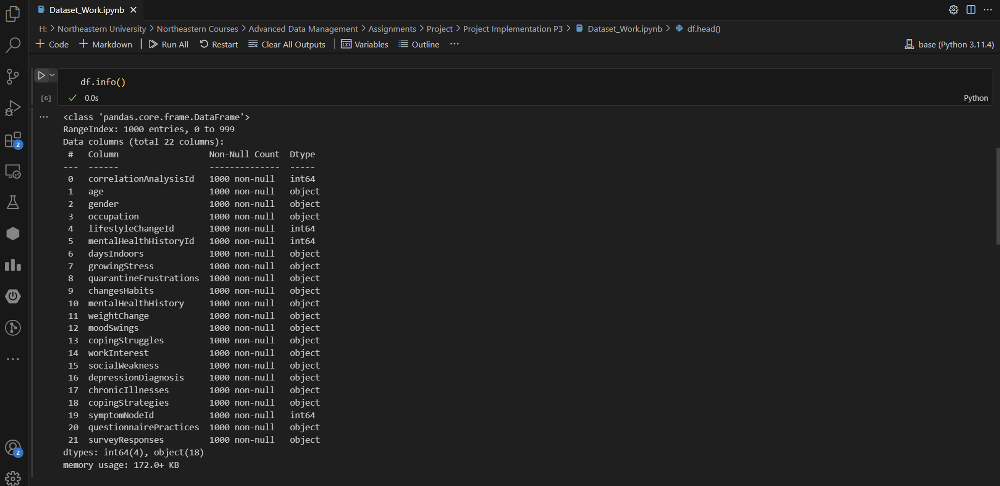 Dataset_Work.ipynb
H: > Northeastern University > Northeastern Courses > Advanced Data Management > Assignments > Project > Project Implementation P3 > Dataset_Work.ipynb > df.head()
+ Code + Markdown | Run All Restart Clear All Outputs | Variables Outline ... base (Python 3.11.4)
df.info()
[6] 0.0s Python
<class 'pandas.core.frame.DataFrame'>
RangeIndex: 1000 entries, 0 to 999
Data columns (total 22 columns):
 #   Column                  Non-Null Count  Dtype
---  ------                  --------------  -----
 0   correlationAnalysisId   1000 non-null   int64
 1   age                     1000 non-null   object
 2   gender                  1000 non-null   object
 3   occupation              1000 non-null   object
 4   lifestyleChangeId       1000 non-null   int64
 5   mentalHealthHistoryId   1000 non-null   int64
 6   daysIndoors             1000 non-null   object
 7   growingStress           1000 non-null   object
 8   quarantineFrustrations  1000 non-null   object
 9   changesHabits           1000 non-null   object
 10  mentalHealthHistory     1000 non-null   object
 11  weightChange            1000 non-null   object
 12  moodSwings              1000 non-null   object
 13  copingStruggles         1000 non-null   object
 14  workInterest            1000 non-null   object
 15  socialWeakness          1000 non-null   object
 16  depressionDiagnosis     1000 non-null   object
 17  chronicIllnesses        1000 non-null   object
 18  copingStrategies        1000 non-null   object
 19  symptomNodeId           1000 non-null   int64
 20  questionnairePractices  1000 non-null   object
 21  surveyResponses         1000 non-null   object
dtypes: int64(4), object(18)
memory usage: 172.0+ KB
2
2